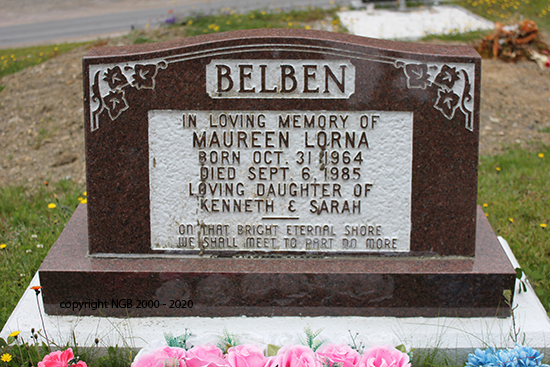 BELBEN
IN LOVING MEMORY OF
MAUREEN LORNA
BORN OCT. 31 1964
DIED SEPT. 6, 1985
LOVING DAUGHTER OF
KENNETH & SARAH
ON THAT BRIGHT ETERNAL SHORE
WE SHALL MEET TO PART NO MORE
copyright NGB 2000 - 2020